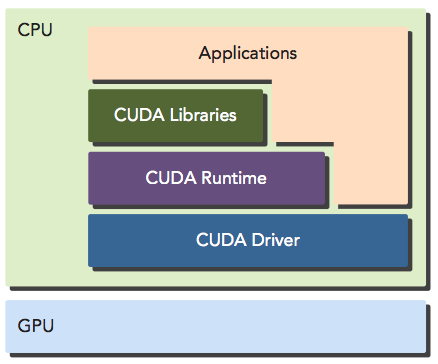 CPU
Applications
CUDA Libraries
CUDA Runtime
CUDA Driver
GPU